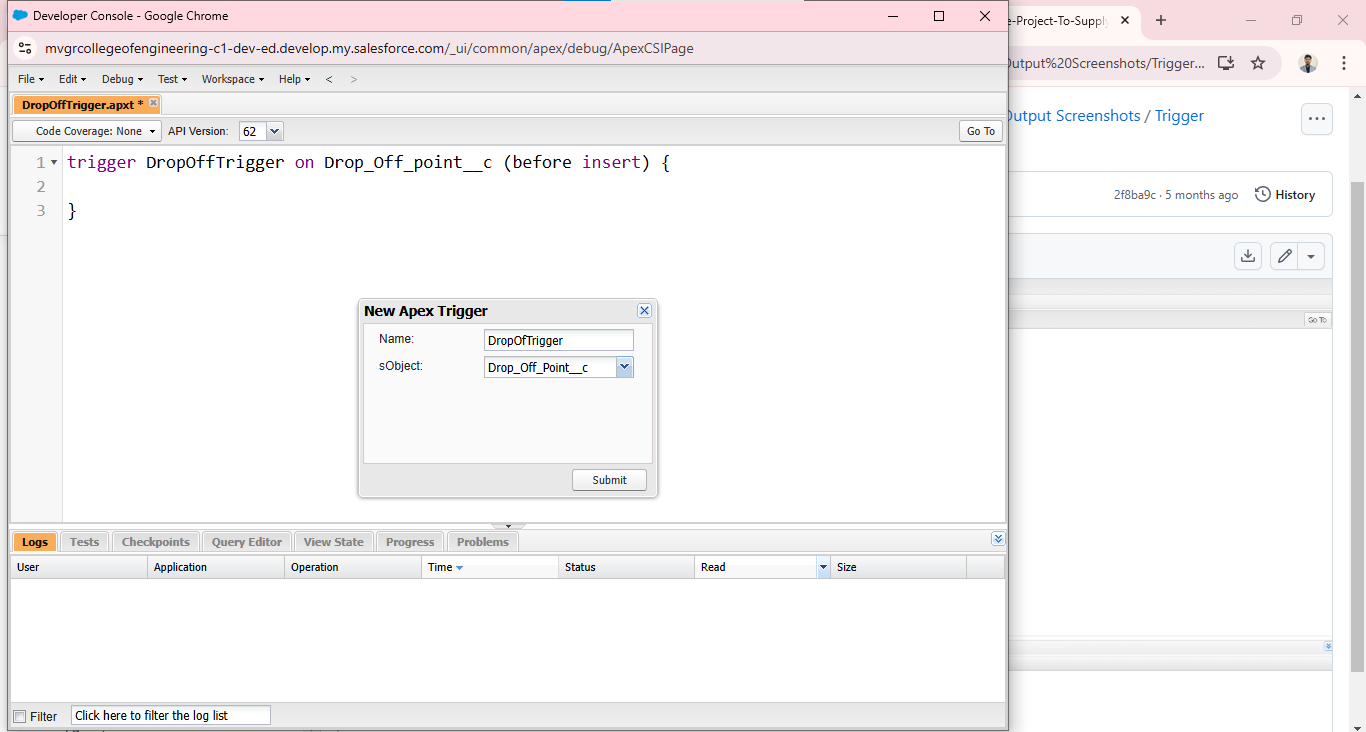 Developer Console - Google Chrome
mvgrcollegeofengineering-c1-dev-ed.develop.my.salesforce.com/_ui/common/apex/debug/ApexCSIPage
File Edit Debug Test Workspace Help < >
DropOffTrigger.apxt *
Code Coverage: None API Version: 62 Go To
1 trigger DropOffTrigger on Drop_Off_point__c (before insert) {
2
3 }
New Apex Trigger
Name: DropOfTrigger
sObject: Drop_Off_Point__c
Submit
Logs Tests Checkpoints Query Editor View State Progress Problems
User Application Operation Time Status Read Size
Filter Click here to filter the log list
e-Project-To-Supply
Output%20Screenshots/Trigger...
Output Screenshots / Trigger
2f8ba9c · 5 months ago History
Go To